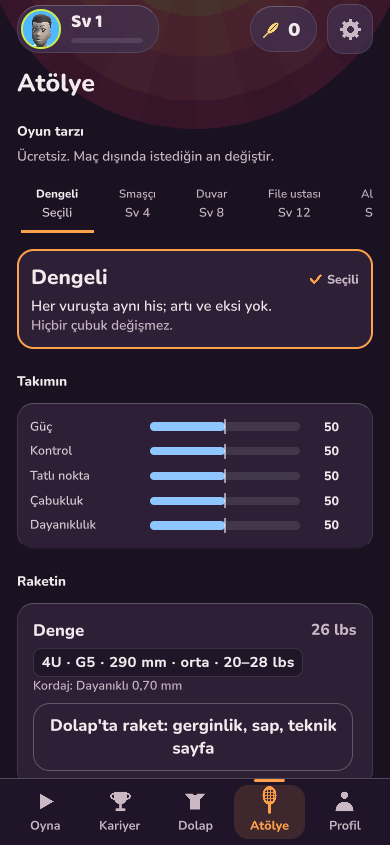 Sv 1
0
Atölye
Oyun tarzı
Ücretsiz. Maç dışında istediğin an değiştir.
Dengeli Smaşçı Duvar File ustası Al
Seçili Sv 4 Sv 8 Sv 12 S
Dengeli Seçili
Her vuruşta aynı his; artı ve eksi yok.
Hiçbir çubuk değişmez.
Takımın
Güç 50
Kontrol 50
Tatlı nokta 50
Çabukluk 50
Dayanıklılık 50
Raketin
Denge 26 lbs
4U · G5 · 290 mm · orta · 20–28 lbs
Kordaj: Dayanıklı 0,70 mm
Dolap'ta raket: gerginlik, sap, teknik
sayfa
Oyna Kariyer Dolap Atölye Profil